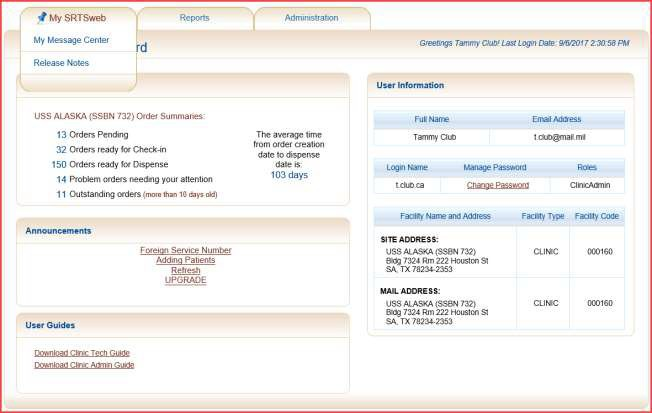 My SRTSweb
Reports
Administration
My Message Center
Release Notes
rd
Greetings Tammy Club! Last Login Date: 9/6/2017 2:30:58 PM
USS ALASKA (SSBN 732) Order Summaries:
13 Orders Pending
32 Orders ready for Check-in
150 Orders ready for Dispense
14 Problem orders needing your attention
11 Outstanding orders (more than 10 days old)
The average time
from order creation
date to dispense
date is:
103 days
Announcements
Foreign Service Number
Adding Patients
Refresh
UPGRADE
User Guides
Download Clinic Tech Guide
Download Clinic Admin Guide
User Information
Full Name Email Address
Tammy Club t.club@mail.mil
Login Name Manage Password Roles
t.club.ca Change Password ClinicAdmin
Facility Name and Address Facility Type Facility Code
SITE ADDRESS:
USS ALASKA (SSBN 732) CLINIC 000160
Bldg 7324 Rm 222 Houston St
SA, TX 78234-2353
MAIL ADDRESS:
USS ALASKA (SSBN 732) CLINIC 000160
Bldg 7324 Rm 222 Houston St
SA, TX 78234-2353